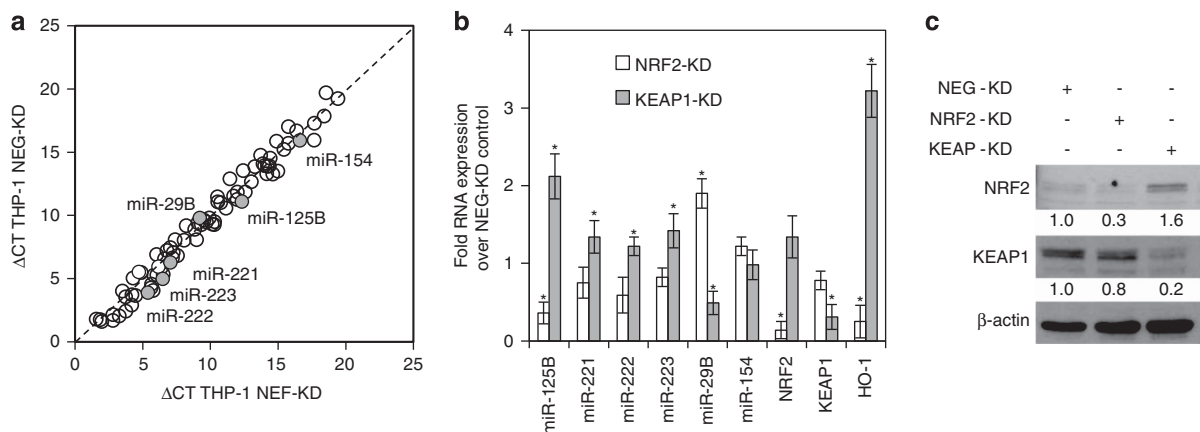 a
25
20
15
10
5
0
0
5
10
15
20
25
ΔCT THP-1 NEG-KD
ΔCT THP-1 NEF-KD
miR-154
miR-29B
miR-125B
miR-221
miR-223
miR-222
b
4
3
2
1
0
Fold RNA expression
over NEG-KD control
NRF2-KD
KEAP1-KD
* * * * * * * * * * *
miR-125B
miR-221
miR-222
miR-223
miR-29B
miR-154
NRF2
KEAP1
HO-1
c
NEG -KD + - -
NRF2 -KD - + -
KEAP -KD - - +
NRF2
1.0 0.3 1.6
KEAP1
1.0 0.8 0.2
β-actin